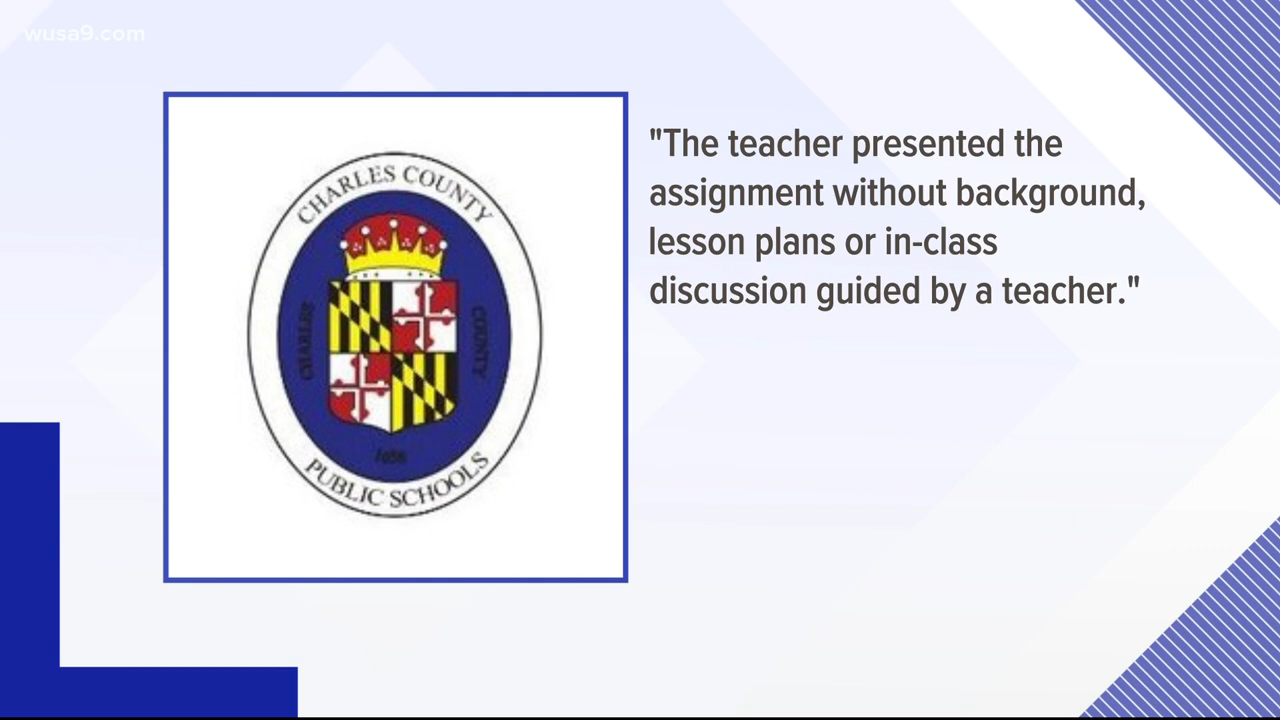 wusa9.com
CHARLES COUNTY
CHARLES
COUNTY
1658
PUBLIC SCHOOLS
"The teacher presented the
assignment without background,
lesson plans or in-class
discussion guided by a teacher."